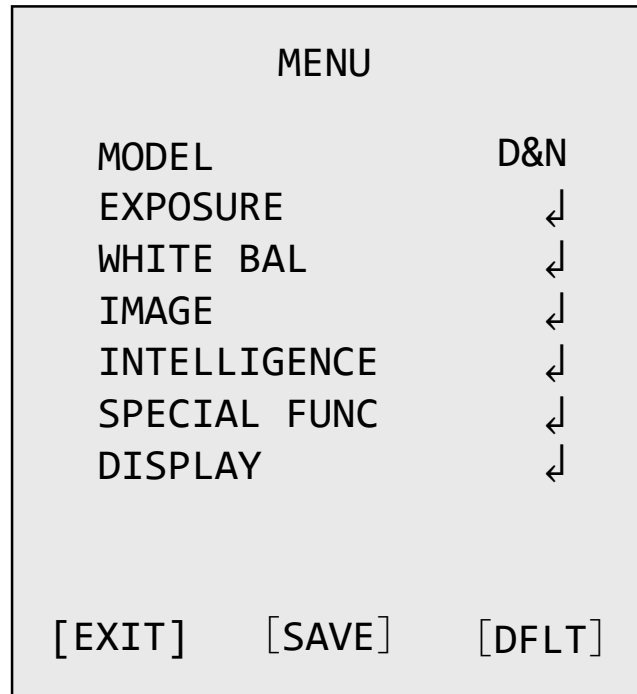 MENU
MODEL D&N
EXPOSURE ↲
WHITE BAL ↲
IMAGE ↲
INTELLIGENCE ↲
SPECIAL FUNC ↲
DISPLAY ↲
[EXIT] [SAVE] [DFLT]